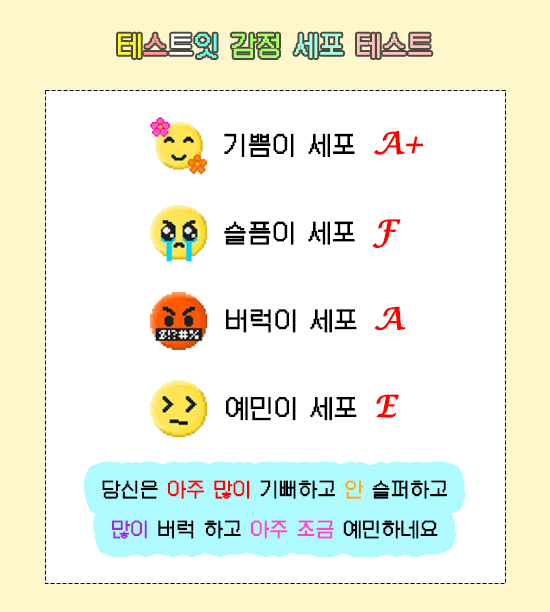 테스트잇 감정 세포 테스트
기쁨이 세포 A+
슬픔이 세포 F
버럭이 세포 A
&!?#%
예민이 세포 E
당신은 아주 많이 기뻐하고 안 슬퍼하고
많이 버럭 하고 아주 조금 예민하네요